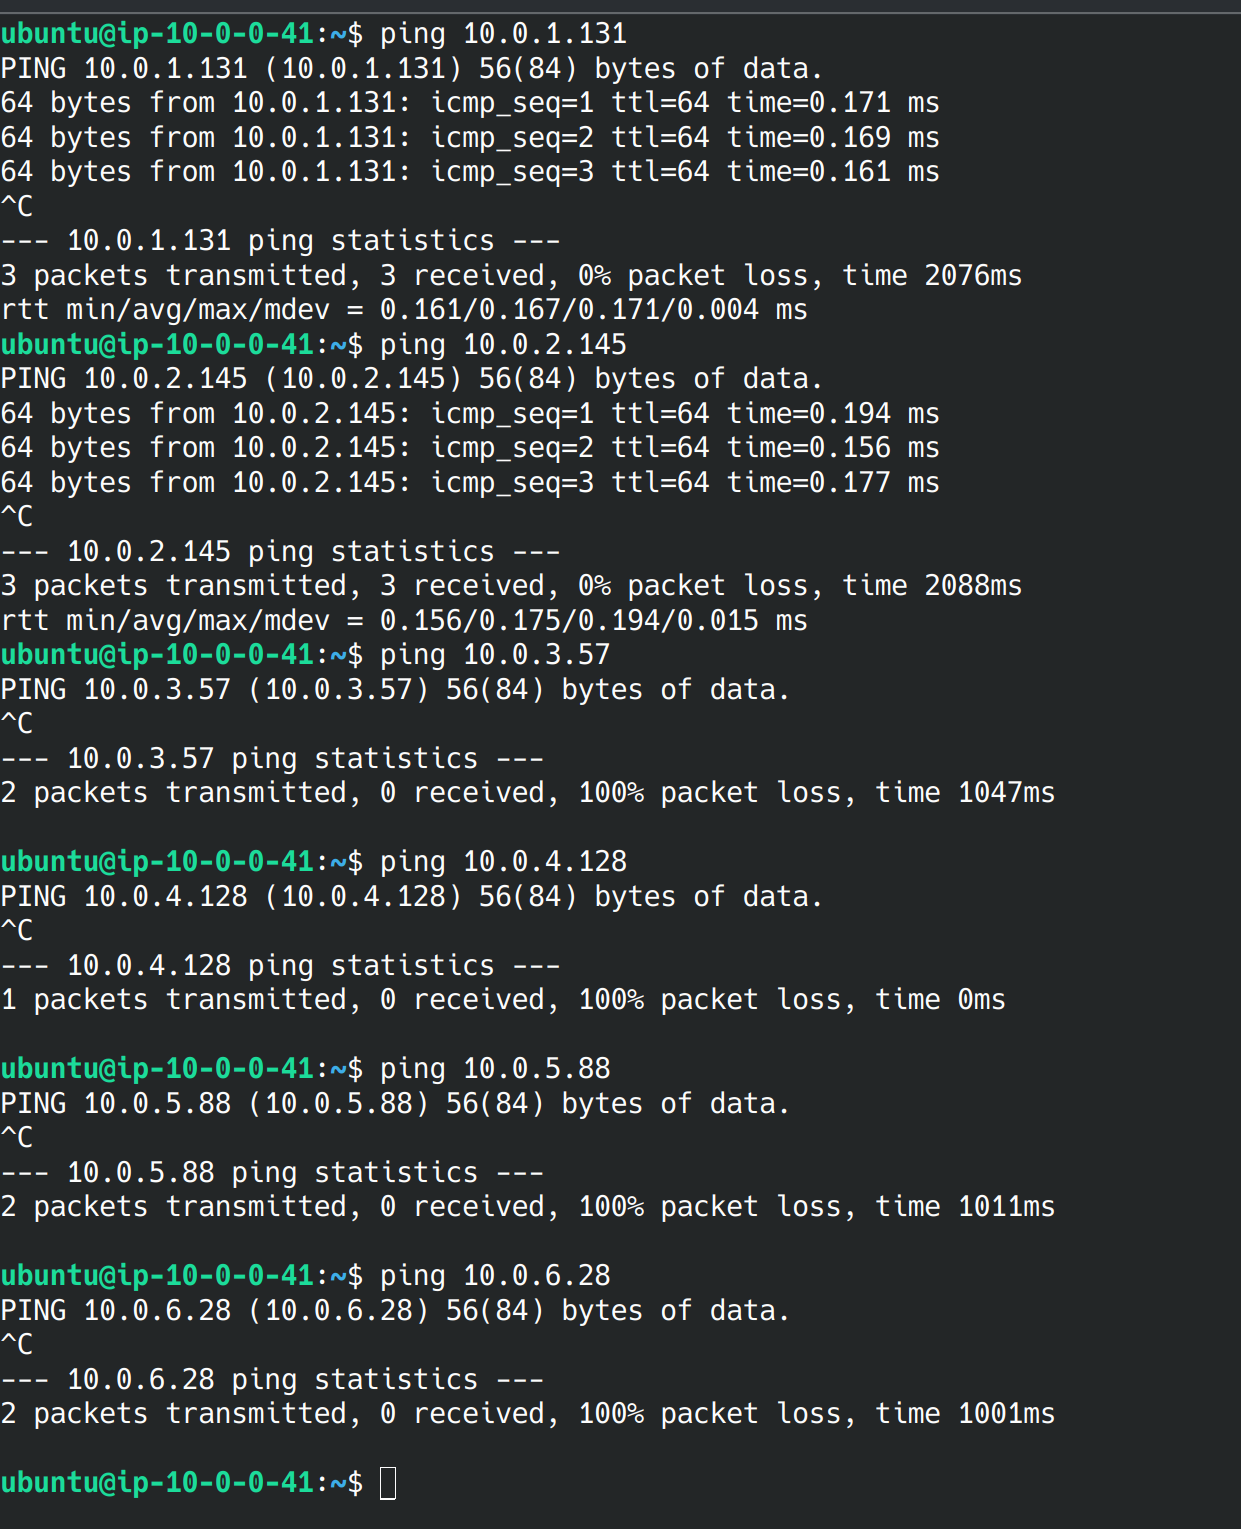 ubuntu@ip-10-0-0-41:~$ ping 10.0.1.131
PING 10.0.1.131 (10.0.1.131) 56(84) bytes of data.
64 bytes from 10.0.1.131: icmp_seq=1 ttl=64 time=0.171 ms
64 bytes from 10.0.1.131: icmp_seq=2 ttl=64 time=0.169 ms
64 bytes from 10.0.1.131: icmp_seq=3 ttl=64 time=0.161 ms
^C
--- 10.0.1.131 ping statistics ---
3 packets transmitted, 3 received, 0% packet loss, time 2076ms
rtt min/avg/max/mdev = 0.161/0.167/0.171/0.004 ms
ubuntu@ip-10-0-0-41:~$ ping 10.0.2.145
PING 10.0.2.145 (10.0.2.145) 56(84) bytes of data.
64 bytes from 10.0.2.145: icmp_seq=1 ttl=64 time=0.194 ms
64 bytes from 10.0.2.145: icmp_seq=2 ttl=64 time=0.156 ms
64 bytes from 10.0.2.145: icmp_seq=3 ttl=64 time=0.177 ms
^C
--- 10.0.2.145 ping statistics ---
3 packets transmitted, 3 received, 0% packet loss, time 2088ms
rtt min/avg/max/mdev = 0.156/0.175/0.194/0.015 ms
ubuntu@ip-10-0-0-41:~$ ping 10.0.3.57
PING 10.0.3.57 (10.0.3.57) 56(84) bytes of data.
^C
--- 10.0.3.57 ping statistics ---
2 packets transmitted, 0 received, 100% packet loss, time 1047ms
ubuntu@ip-10-0-0-41:~$ ping 10.0.4.128
PING 10.0.4.128 (10.0.4.128) 56(84) bytes of data.
^C
--- 10.0.4.128 ping statistics ---
1 packets transmitted, 0 received, 100% packet loss, time 0ms
ubuntu@ip-10-0-0-41:~$ ping 10.0.5.88
PING 10.0.5.88 (10.0.5.88) 56(84) bytes of data.
^C
--- 10.0.5.88 ping statistics ---
2 packets transmitted, 0 received, 100% packet loss, time 1011ms
ubuntu@ip-10-0-0-41:~$ ping 10.0.6.28
PING 10.0.6.28 (10.0.6.28) 56(84) bytes of data.
^C
--- 10.0.6.28 ping statistics ---
2 packets transmitted, 0 received, 100% packet loss, time 1001ms
ubuntu@ip-10-0-0-41:~$